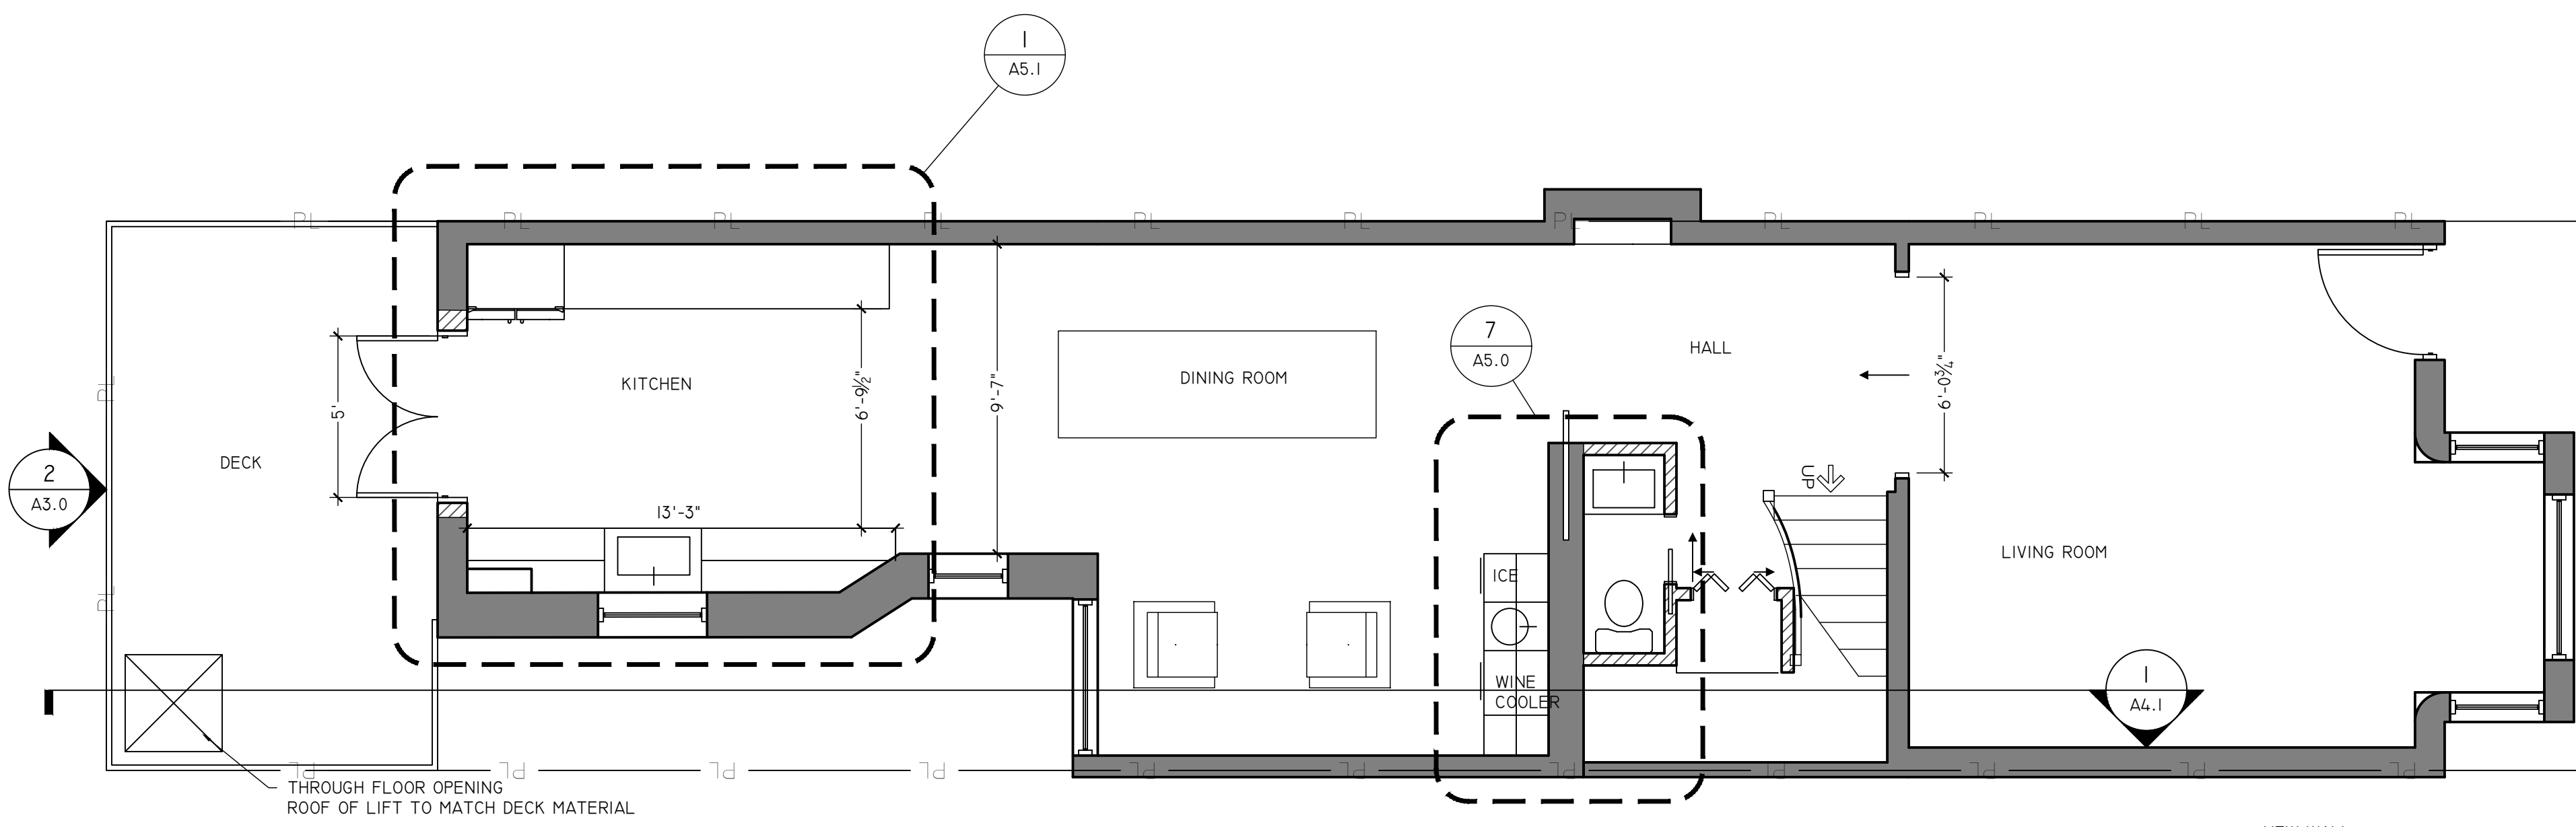 1
A5.1
PL PL PL PL PL PL PL PL PL PL PL
7
A5.0
HALL
KITCHEN
DINING ROOM
5'
6'-9½"
9'-7"
6'-0¾"
PL
DECK
2
A3.0
UP
13'-3"
LIVING ROOM
ICE
PL
WINE
COOLER
1
A4.1
PL PL PL PL PL PL PL PL PL PL PL
THROUGH FLOOR OPENING
ROOF OF LIFT TO MATCH DECK MATERIAL